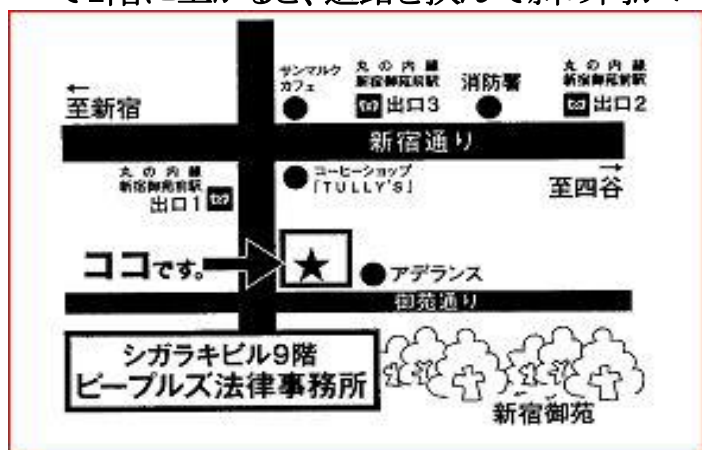 サンマルク
カフェ
丸の内線
新宿御苑前駅
出口3
消防署
丸の内線
新宿御苑前駅
出口2
←
至新宿
新宿通り
丸の内線
新宿御苑前駅
出口1
コーヒーショップ
「TULLY'S」
→
至四谷
ココです。
★
アデランス
御苑通り
シガラキビル9階
ピープルズ法律事務所
新宿御苑